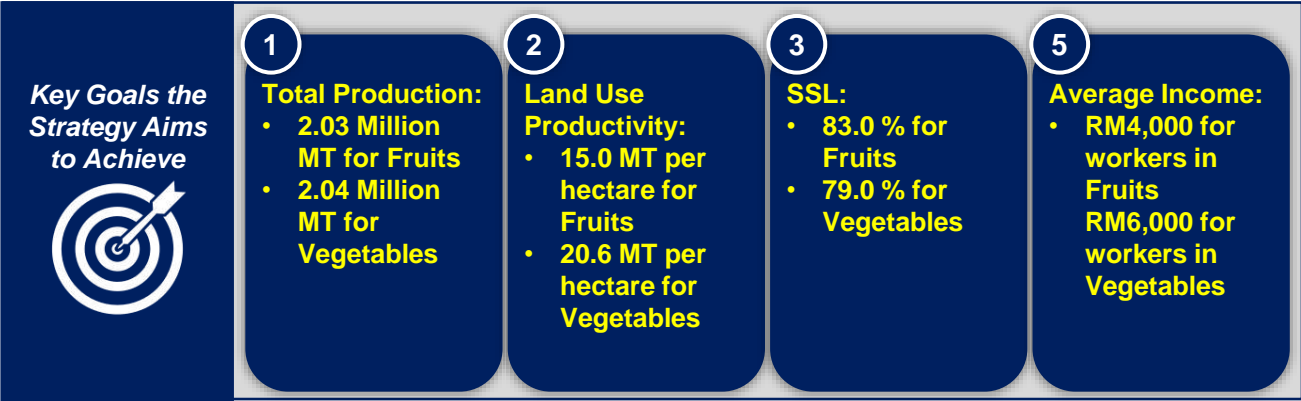 Key Goals the
Strategy Aims
to Achieve
1
Total Production:
• 2.03 Million
MT for Fruits
• 2.04 Million
MT for
Vegetables
2
Land Use
Productivity:
• 15.0 MT per
hectare for
Fruits
• 20.6 MT per
hectare for
Vegetables
3
SSL:
• 83.0 % for
Fruits
• 79.0 % for
Vegetables
5
Average Income:
• RM4,000 for
workers in
Fruits
RM6,000 for
workers in
Vegetables